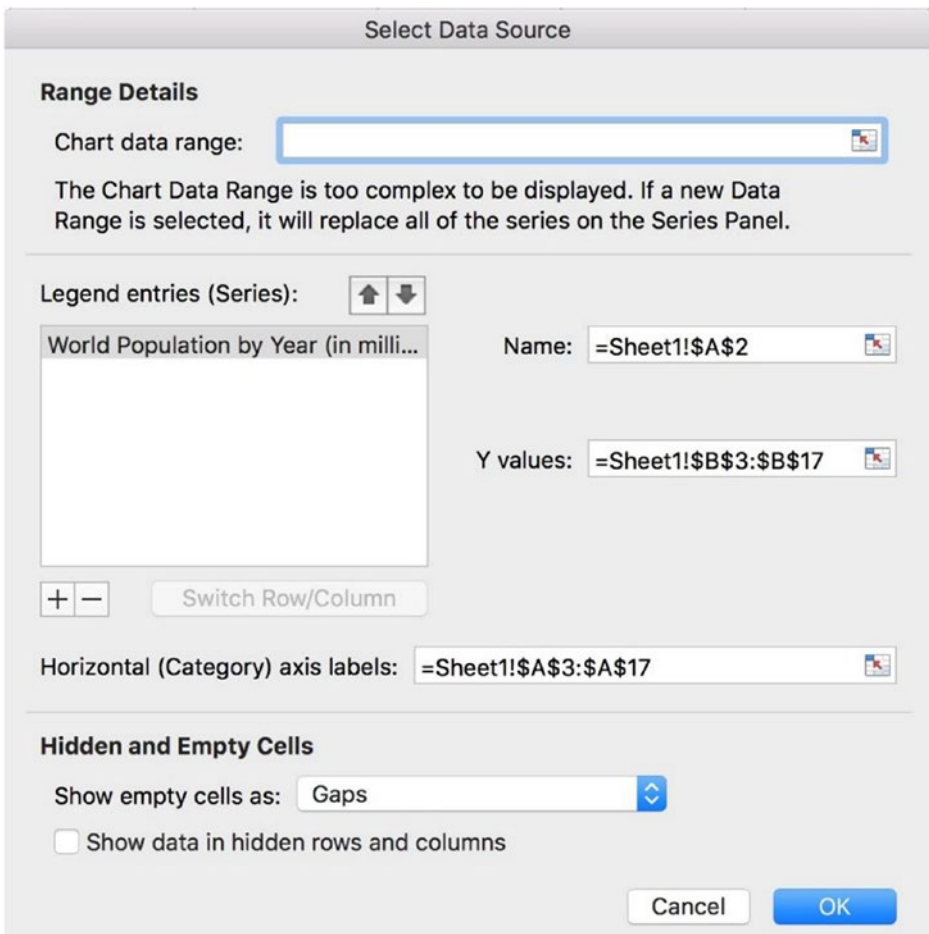 Select Data Source
Range Details
Chart data range:
The Chart Data Range is too complex to be displayed. If a new Data
Range is selected, it will replace all of the series on the Series Panel.
Legend entries (Series):
World Population by Year (in milli...
Name: =Sheet1!$A$2
Y values: =Sheet1!$B$3:$B$17
+ −
Switch Row/Column
Horizontal (Category) axis labels: =Sheet1!$A$3:$A$17
Hidden and Empty Cells
Show empty cells as: Gaps
Show data in hidden rows and columns
Cancel OK